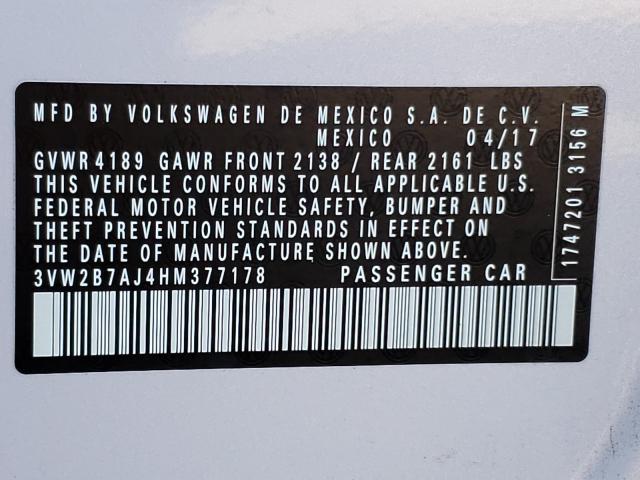 MFD BY VOLKSWAGEN DE MEXICO S.A. DE C.V.
MEXICO 04/17
GVWR 4189 GAWR FRONT 2138 / REAR 2161 LBS
THIS VEHICLE CONFORMS TO ALL APPLICABLE U.S.
FEDERAL MOTOR VEHICLE SAFETY, BUMPER AND
THEFT PREVENTION STANDARDS IN EFFECT ON
THE DATE OF MANUFACTURE SHOWN ABOVE.
3VW2B7AJ4HM377178 PASSENGER CAR
1747201 3156 M